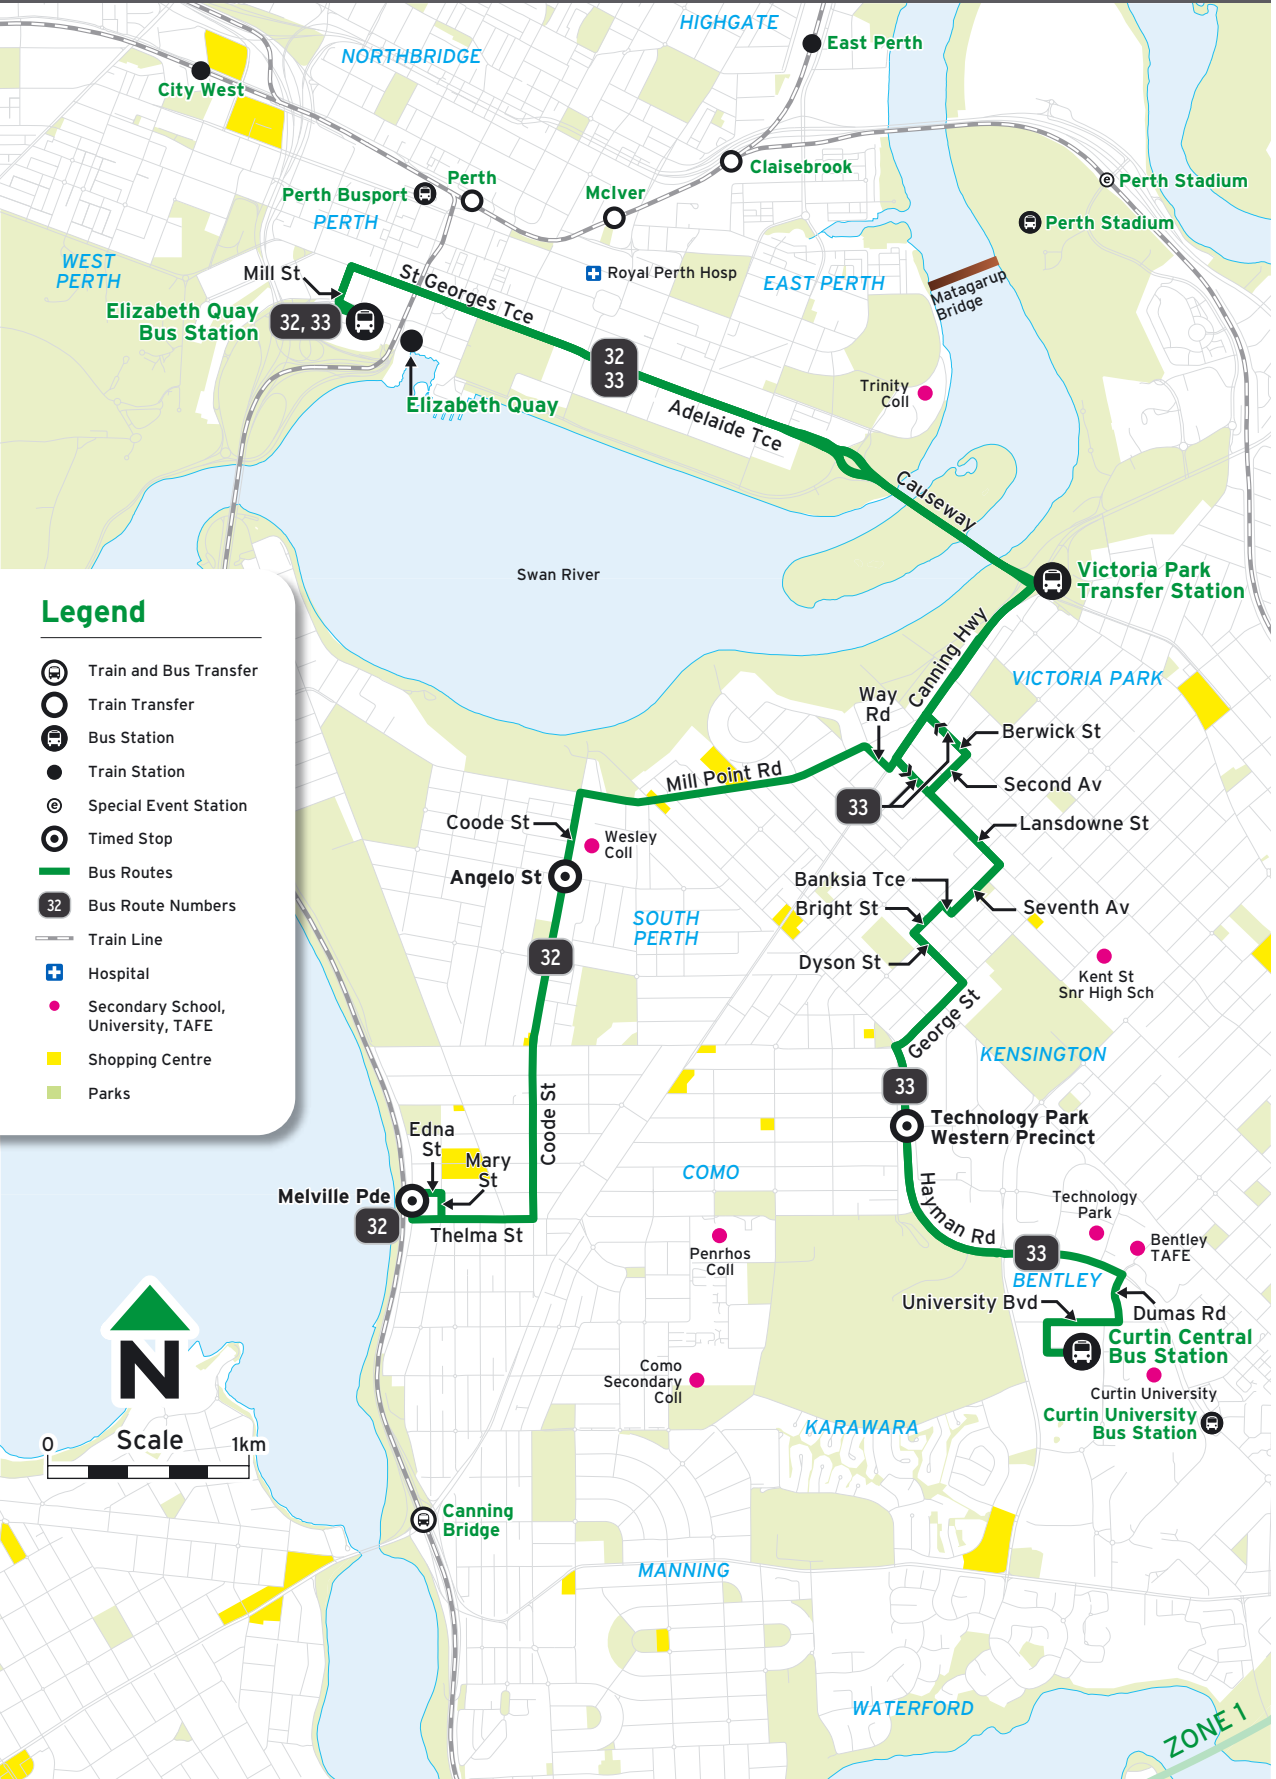 HIGHGATE
East Perth
NORTHBRIDGE
City West
Claisebrook
Perth
Perth Busport
McIver
PERTH
Perth Stadium
Perth Stadium
WEST
PERTH
Mill St
St Georges Tce
Royal Perth Hosp
EAST PERTH
Matagarup
Bridge
Elizabeth Quay
Bus Station
32, 33
32
33
Trinity
Coll
Elizabeth Quay
Adelaide Tce
Causeway
Swan River
Victoria Park
Transfer Station
Legend
Train and Bus Transfer
Train Transfer
Bus Station
Train Station
e Special Event Station
Timed Stop
Bus Routes
32 Bus Route Numbers
Train Line
Hospital
Secondary School,
University, TAFE
Shopping Centre
Parks
Canning Hwy
VICTORIA PARK
Way
Rd
Berwick St
Mill Point Rd
Second Av
33
Coode St
Wesley
Coll
Lansdowne St
Angelo St
Banksia Tce
Bright St
Seventh Av
SOUTH
PERTH
32
Dyson St
Kent St
Snr High Sch
George St
KENSINGTON
33
Coode St
Technology Park
Western Precinct
Edna
St
Mary
St
COMO
Melville Pde
32
Thelma St
Hayman Rd
Technology
Park
Penrhos
Coll
33
Bentley
TAFE
BENTLEY
University Bvd
Dumas Rd
Curtin Central
Bus Station
N
Como
Secondary
Coll
Curtin University
Curtin University
Bus Station
KARAWARA
0 Scale 1km
Canning
Bridge
MANNING
WATERFORD
ZONE 1
e